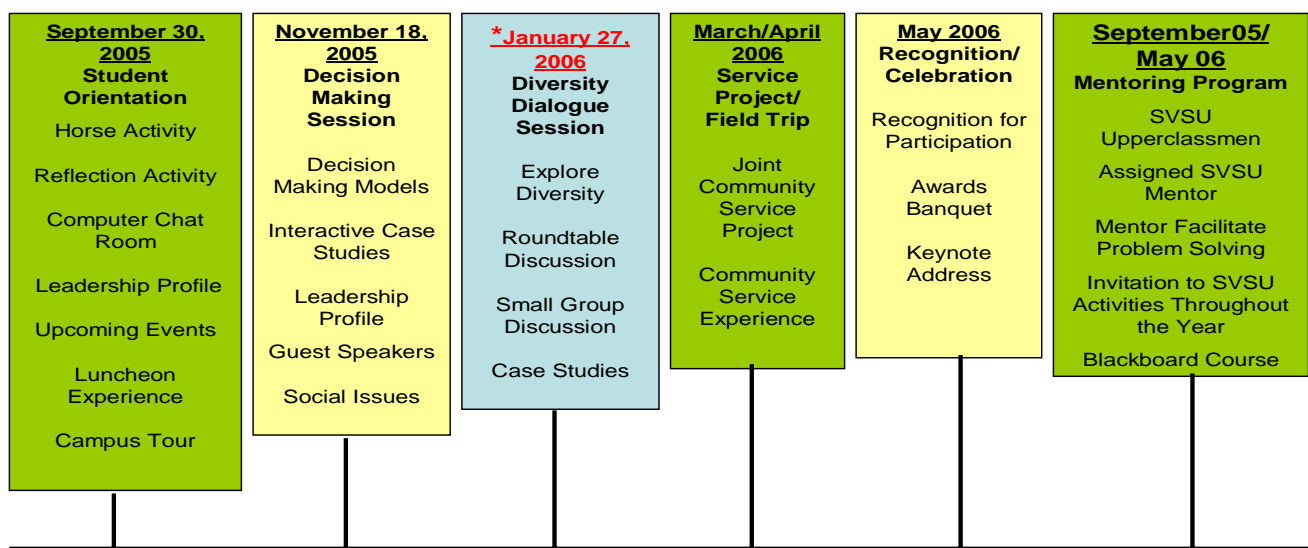 September 30,
2005
Student
Orientation
Horse Activity
Reflection Activity
Computer Chat
Room
Leadership Profile
Upcoming Events
Luncheon
Experience
Campus Tour
November 18,
2005
Decision
Making
Session
Decision
Making Models
Interactive Case
Studies
Leadership
Profile
Guest Speakers
Social Issues
*January 27,
2006
Diversity
Dialogue
Session
Explore
Diversity
Roundtable
Discussion
Small Group
Discussion
Case Studies
March/April
2006
Service
Project/
Field Trip
Joint
Community
Service
Project
Community
Service
Experience
May 2006
Recognition/
Celebration
Recognition for
Participation
Awards
Banquet
Keynote
Address
September05/
May 06
Mentoring Program
SVSU
Upperclassmen
Assigned SVSU
Mentor
Mentor Facilitate
Problem Solving
Invitation to SVSU
Activities Throughout
the Year
Blackboard Course